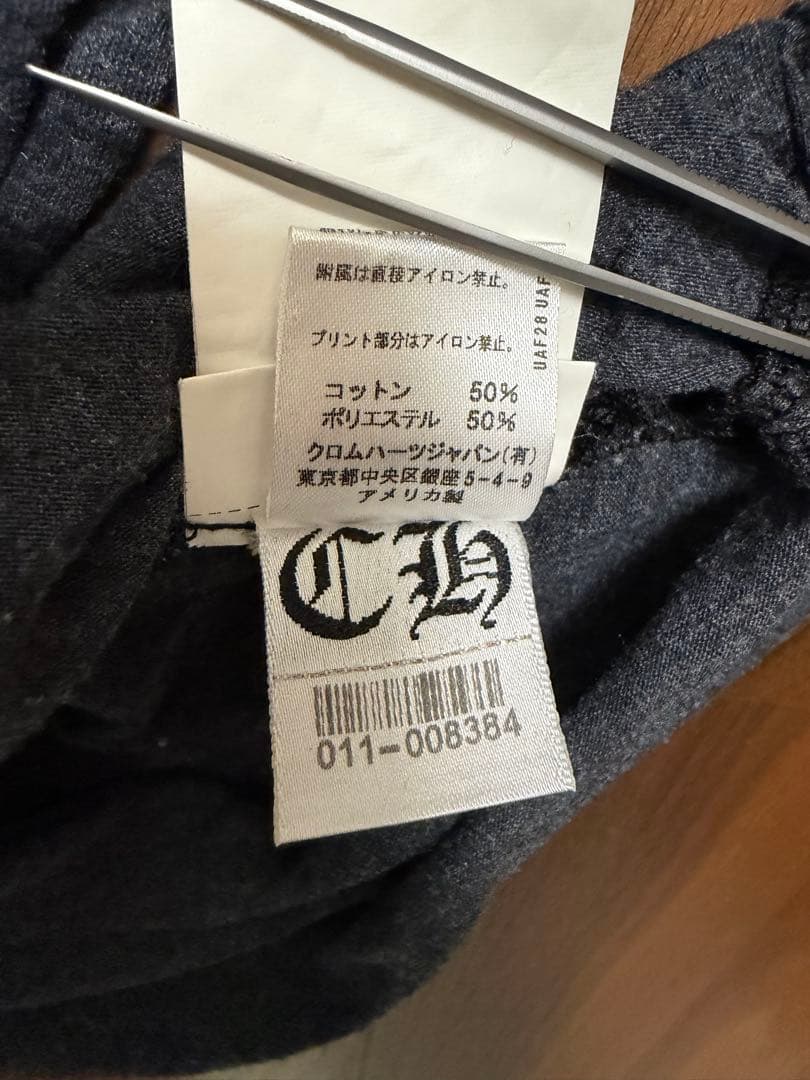 附属は直接アイロン禁止。
プリント部分はアイロン禁止。
コットン 50%
ポリエステル 50%
クロムハーツジャパン(有)
東京都中央区銀座5-4-9
アメリカ製
UAF28 UAF
CH
011-008384